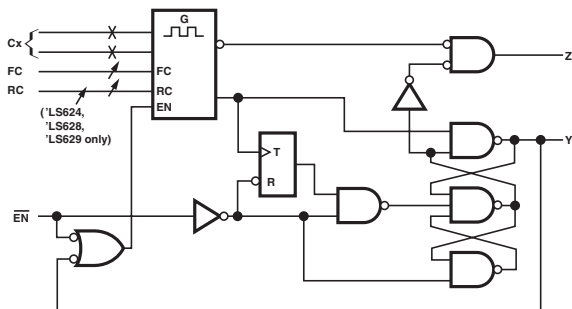 G
Cx
FC
FC
RC
RC
EN
('LS624,
'LS628,
'LS629 only)
T
R
EN
Z
Y